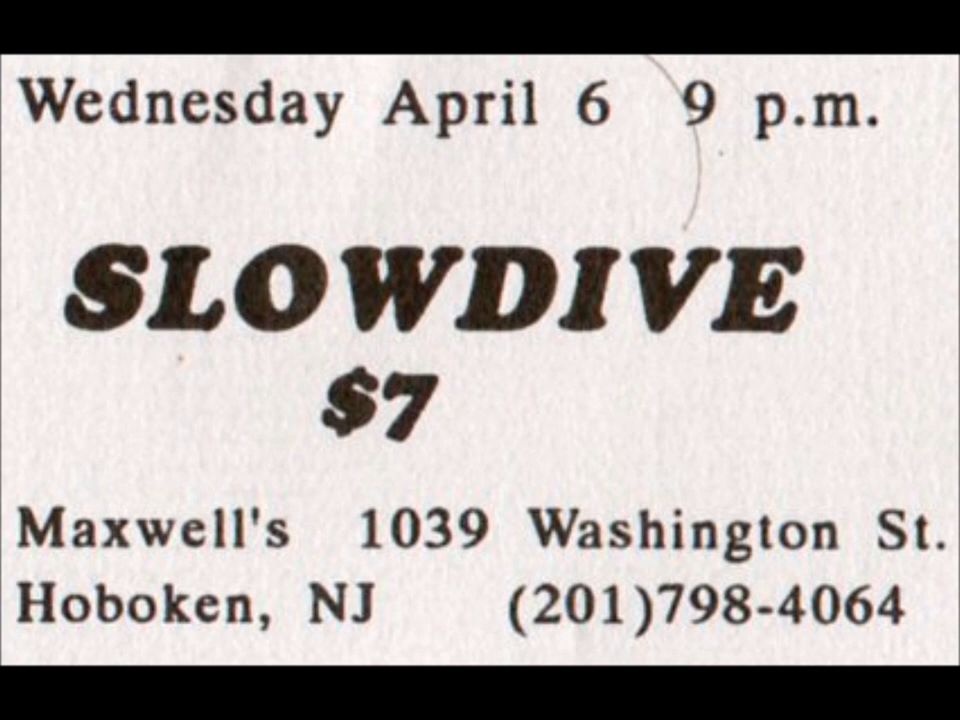 Wednesday April 6 9 p.m.
SLOWDIVE
$7
Maxwell's 1039 Washington St.
Hoboken, NJ (201)798-4064